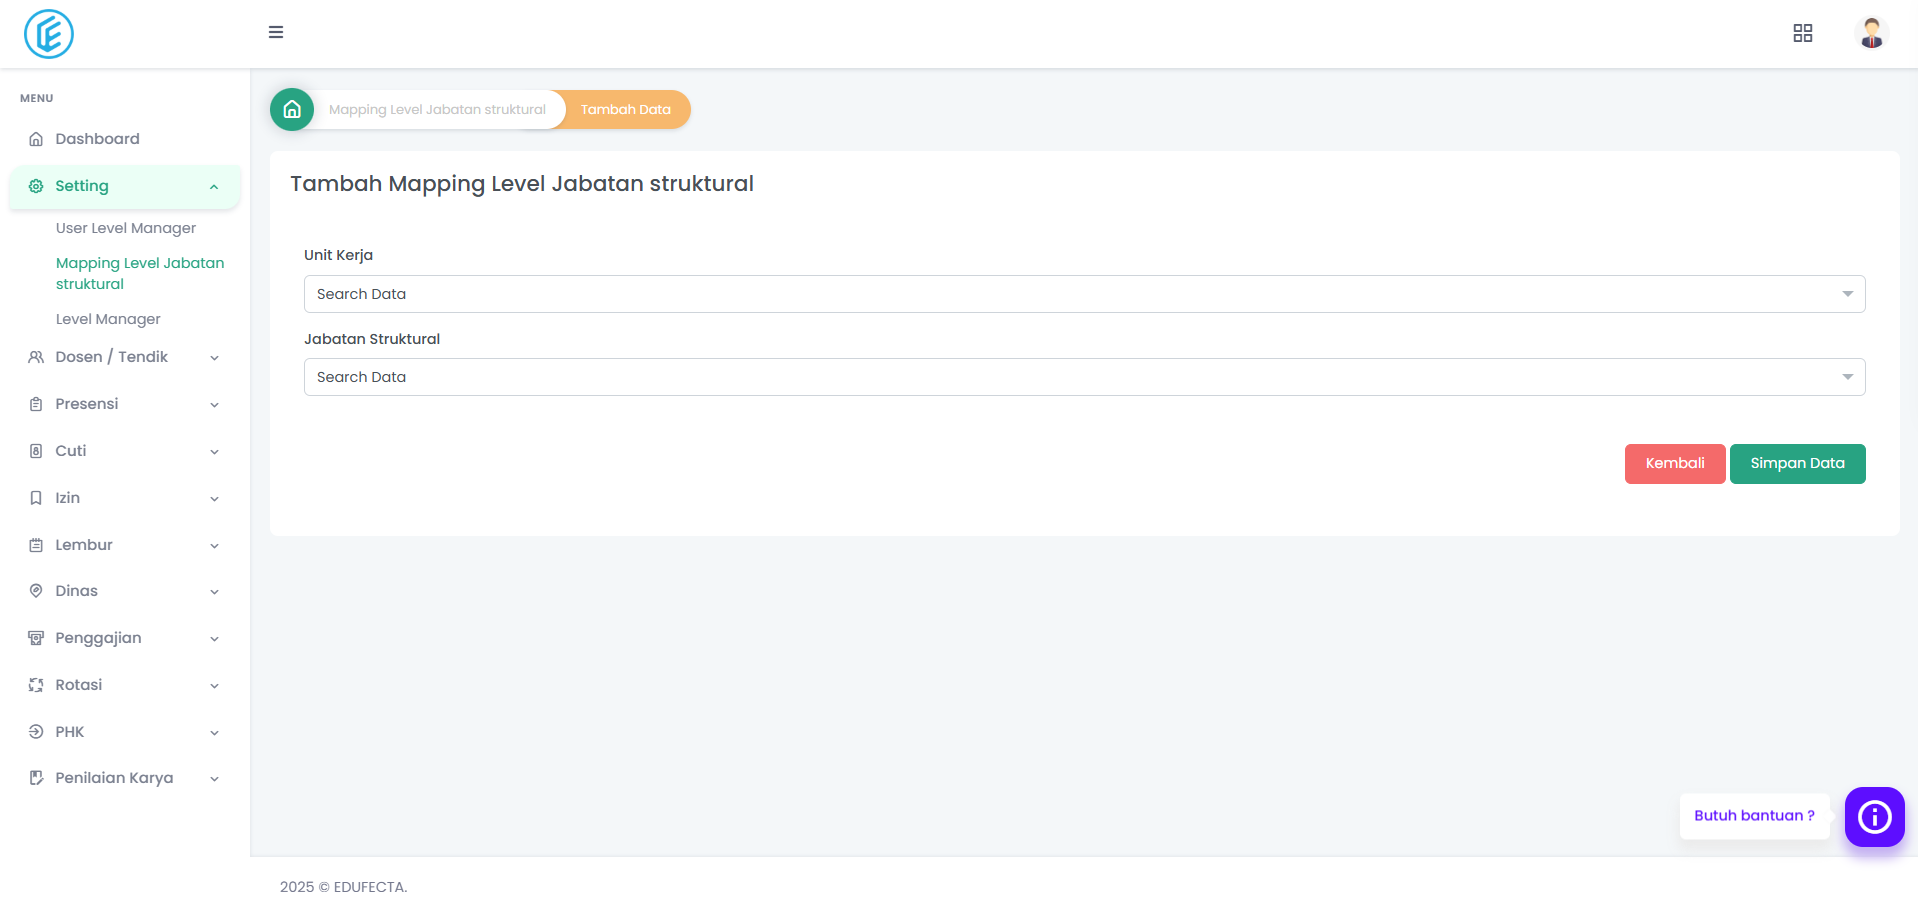 MENU
Dashboard
Setting
User Level Manager
Mapping Level Jabatan
struktural
Level Manager
Dosen / Tendik
Presensi
Cuti
Izin
Lembur
Dinas
Penggajian
Rotasi
PHK
Penilaian Karya
Mapping Level Jabatan struktural
Tambah Data
Tambah Mapping Level Jabatan struktural
Unit Kerja
Search Data
Jabatan Struktural
Search Data
Kembali
Simpan Data
Butuh bantuan ?
2025 © EDUFECTA.